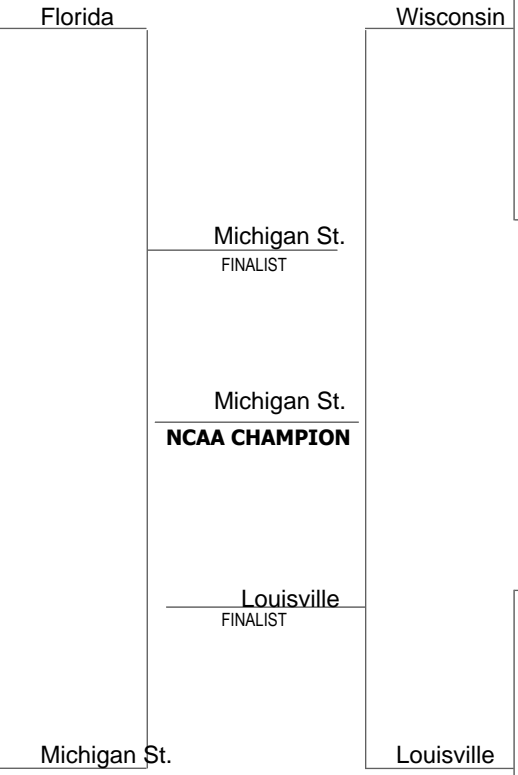 Florida
Wisconsin
Michigan St.
FINALIST
Michigan St.
NCAA CHAMPION
Louisville
FINALIST
Michigan St.
Louisville